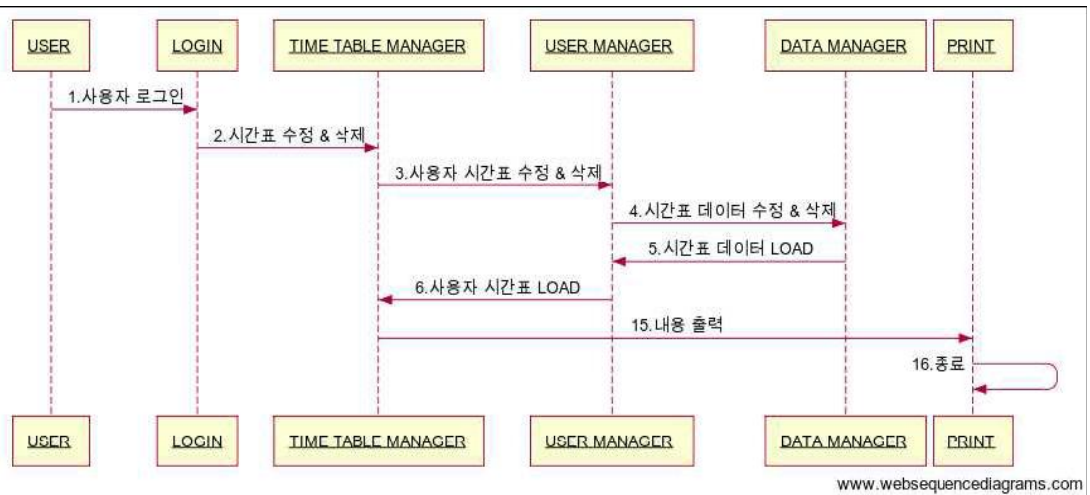 USER LOGIN TIME TABLE MANAGER USER MANAGER DATA MANAGER PRINT
1.사용자 로그인
2.시간표 수정 & 삭제
3.사용자 시간표 수정 & 삭제
4.시간표 데이터 수정 & 삭제
5.시간표 데이터 LOAD
6.사용자 시간표 LOAD
15.내용 출력
16.종료
USER LOGIN TIME TABLE MANAGER USER MANAGER DATA MANAGER PRINT
www.websequencediagrams.com